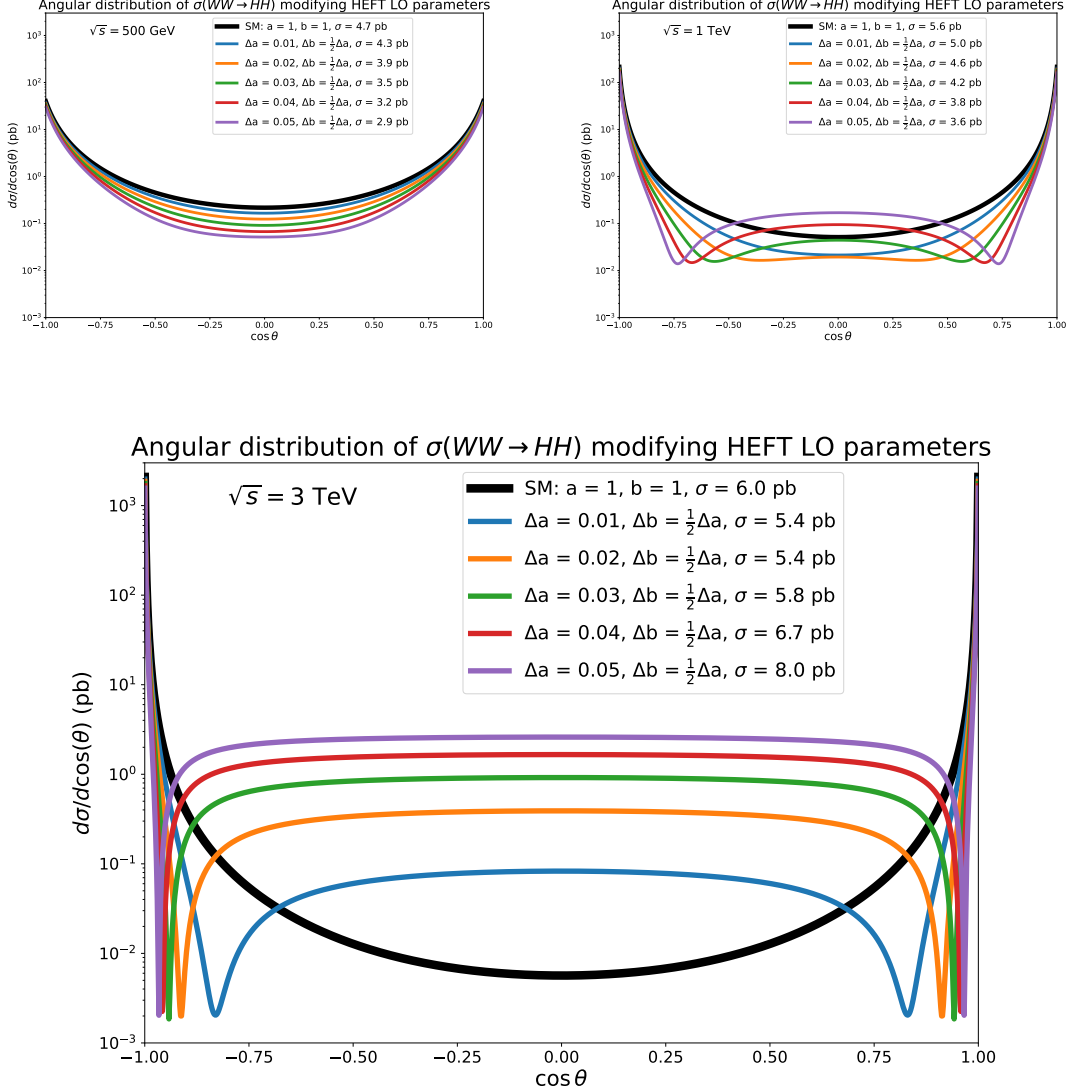 Angular distribution of σ(WW → HH) modifying HEFT LO parameters
√s = 500 GeV
SM: a = 1, b = 1, σ = 4.7 pb
Δa = 0.01, Δb = ½Δa, σ = 4.3 pb
Δa = 0.02, Δb = ½Δa, σ = 3.9 pb
Δa = 0.03, Δb = ½Δa, σ = 3.5 pb
Δa = 0.04, Δb = ½Δa, σ = 3.2 pb
Δa = 0.05, Δb = ½Δa, σ = 2.9 pb
dσ/dcos(θ) (pb)
10³
10²
10¹
10⁰
10⁻¹
10⁻²
10⁻³
−1.00 −0.75 −0.50 −0.25 0.00 0.25 0.50 0.75 1.00
cos θ
Angular distribution of σ(WW → HH) modifying HEFT LO parameters
√s = 1 TeV
SM: a = 1, b = 1, σ = 5.6 pb
Δa = 0.01, Δb = ½Δa, σ = 5.0 pb
Δa = 0.02, Δb = ½Δa, σ = 4.6 pb
Δa = 0.03, Δb = ½Δa, σ = 4.2 pb
Δa = 0.04, Δb = ½Δa, σ = 3.8 pb
Δa = 0.05, Δb = ½Δa, σ = 3.6 pb
dσ/dcos(θ) (pb)
10³
10²
10¹
10⁰
10⁻¹
10⁻²
10⁻³
−1.00 −0.75 −0.50 −0.25 0.00 0.25 0.50 0.75 1.00
cos θ
Angular distribution of σ(WW → HH) modifying HEFT LO parameters
√s = 3 TeV
SM: a = 1, b = 1, σ = 6.0 pb
Δa = 0.01, Δb = ½Δa, σ = 5.4 pb
Δa = 0.02, Δb = ½Δa, σ = 5.4 pb
Δa = 0.03, Δb = ½Δa, σ = 5.8 pb
Δa = 0.04, Δb = ½Δa, σ = 6.7 pb
Δa = 0.05, Δb = ½Δa, σ = 8.0 pb
dσ/dcos(θ) (pb)
10³
10²
10¹
10⁰
10⁻¹
10⁻²
10⁻³
−1.00 −0.75 −0.50 −0.25 0.00 0.25 0.50 0.75 1.00
cos θ